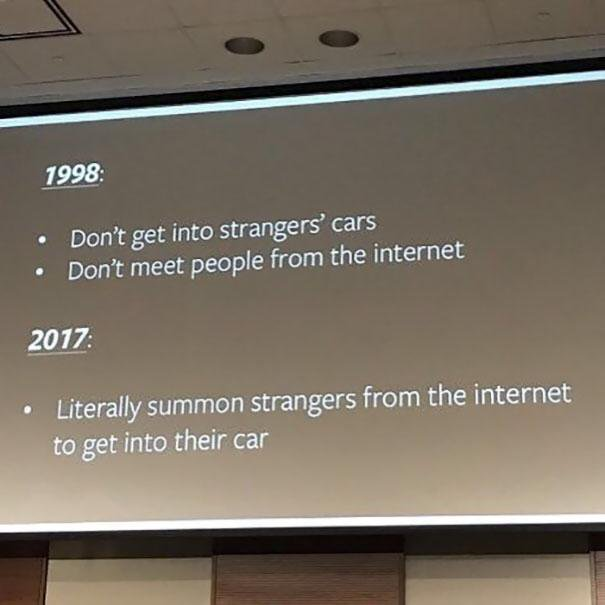 1998:
• Don't get into strangers' cars
• Don't meet people from the internet
2017:
• Literally summon strangers from the internet
to get into their car